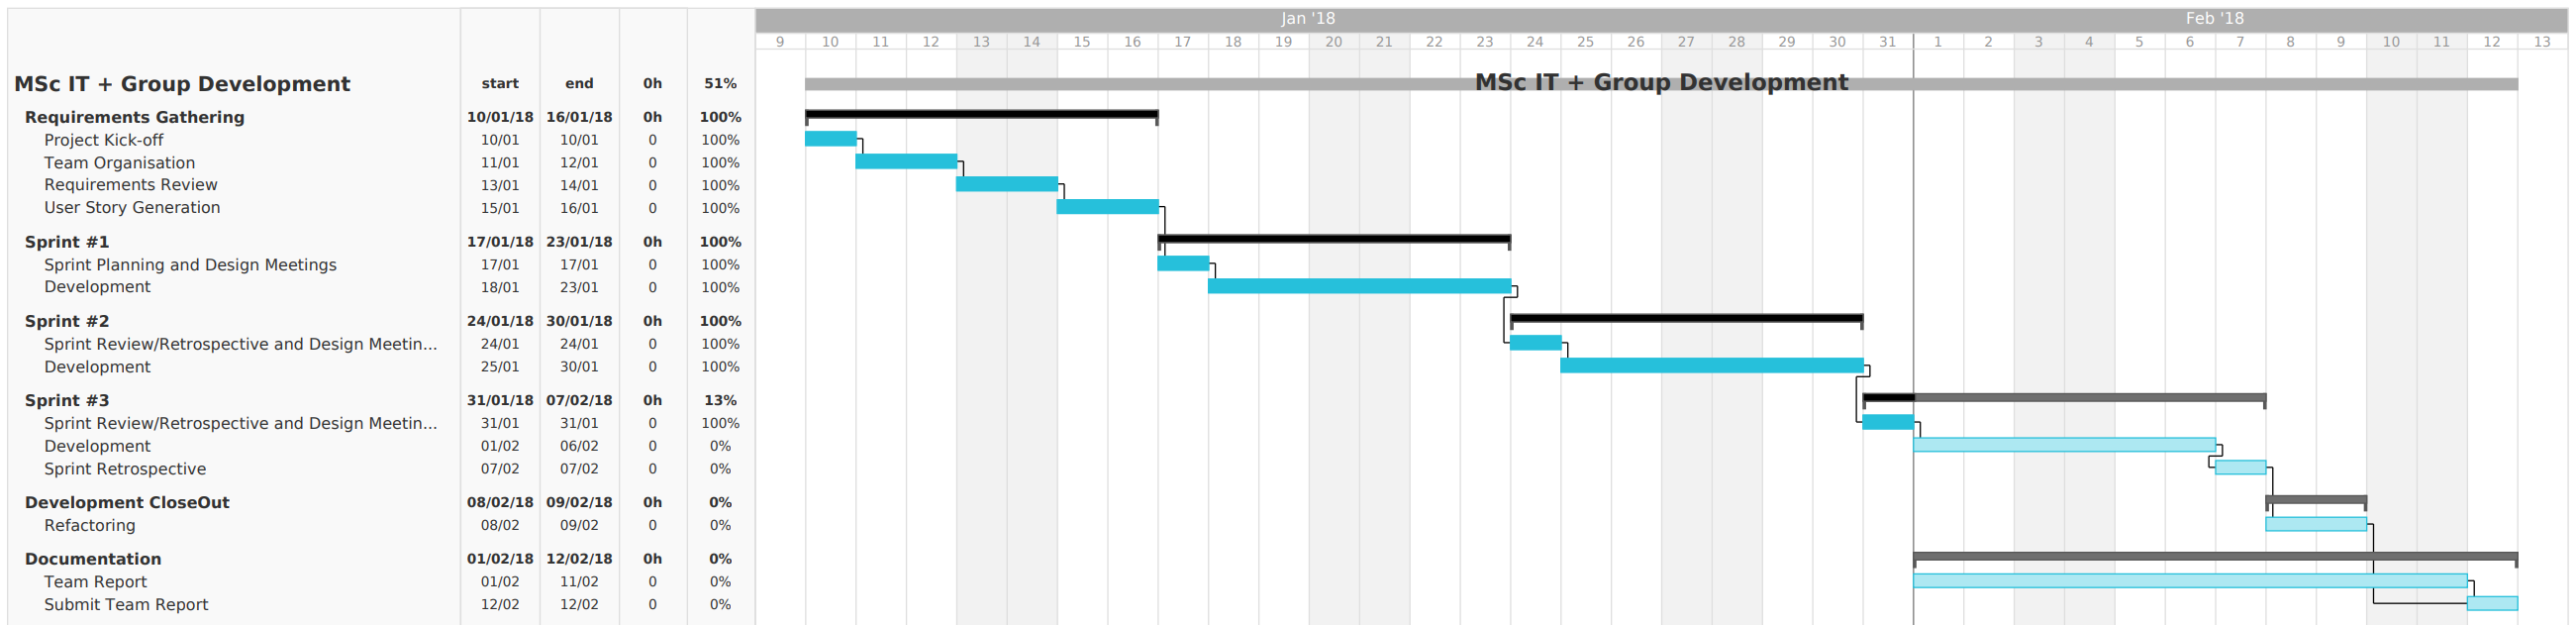 Jan '18 Feb '18
9 10 11 12 13 14 15 16 17 18 19 20 21 22 23 24 25 26 27 28 29 30 31 1 2 3 4 5 6 7 8 9 10 11 12 13
MSc IT + Group Development start end 0h 51% MSc IT + Group Development
Requirements Gathering 10/01/18 16/01/18 0h 100%
Project Kick-off 10/01 10/01 0 100%
Team Organisation 11/01 12/01 0 100%
Requirements Review 13/01 14/01 0 100%
User Story Generation 15/01 16/01 0 100%
Sprint #1 17/01/18 23/01/18 0h 100%
Sprint Planning and Design Meetings 17/01 17/01 0 100%
Development 18/01 23/01 0 100%
Sprint #2 24/01/18 30/01/18 0h 100%
Sprint Review/Retrospective and Design Meetin... 24/01 24/01 0 100%
Development 25/01 30/01 0 100%
Sprint #3 31/01/18 07/02/18 0h 13%
Sprint Review/Retrospective and Design Meetin... 31/01 31/01 0 100%
Development 01/02 06/02 0 0%
Sprint Retrospective 07/02 07/02 0 0%
Development CloseOut 08/02/18 09/02/18 0h 0%
Refactoring 08/02 09/02 0 0%
Documentation 01/02/18 12/02/18 0h 0%
Team Report 01/02 11/02 0 0%
Submit Team Report 12/02 12/02 0 0%